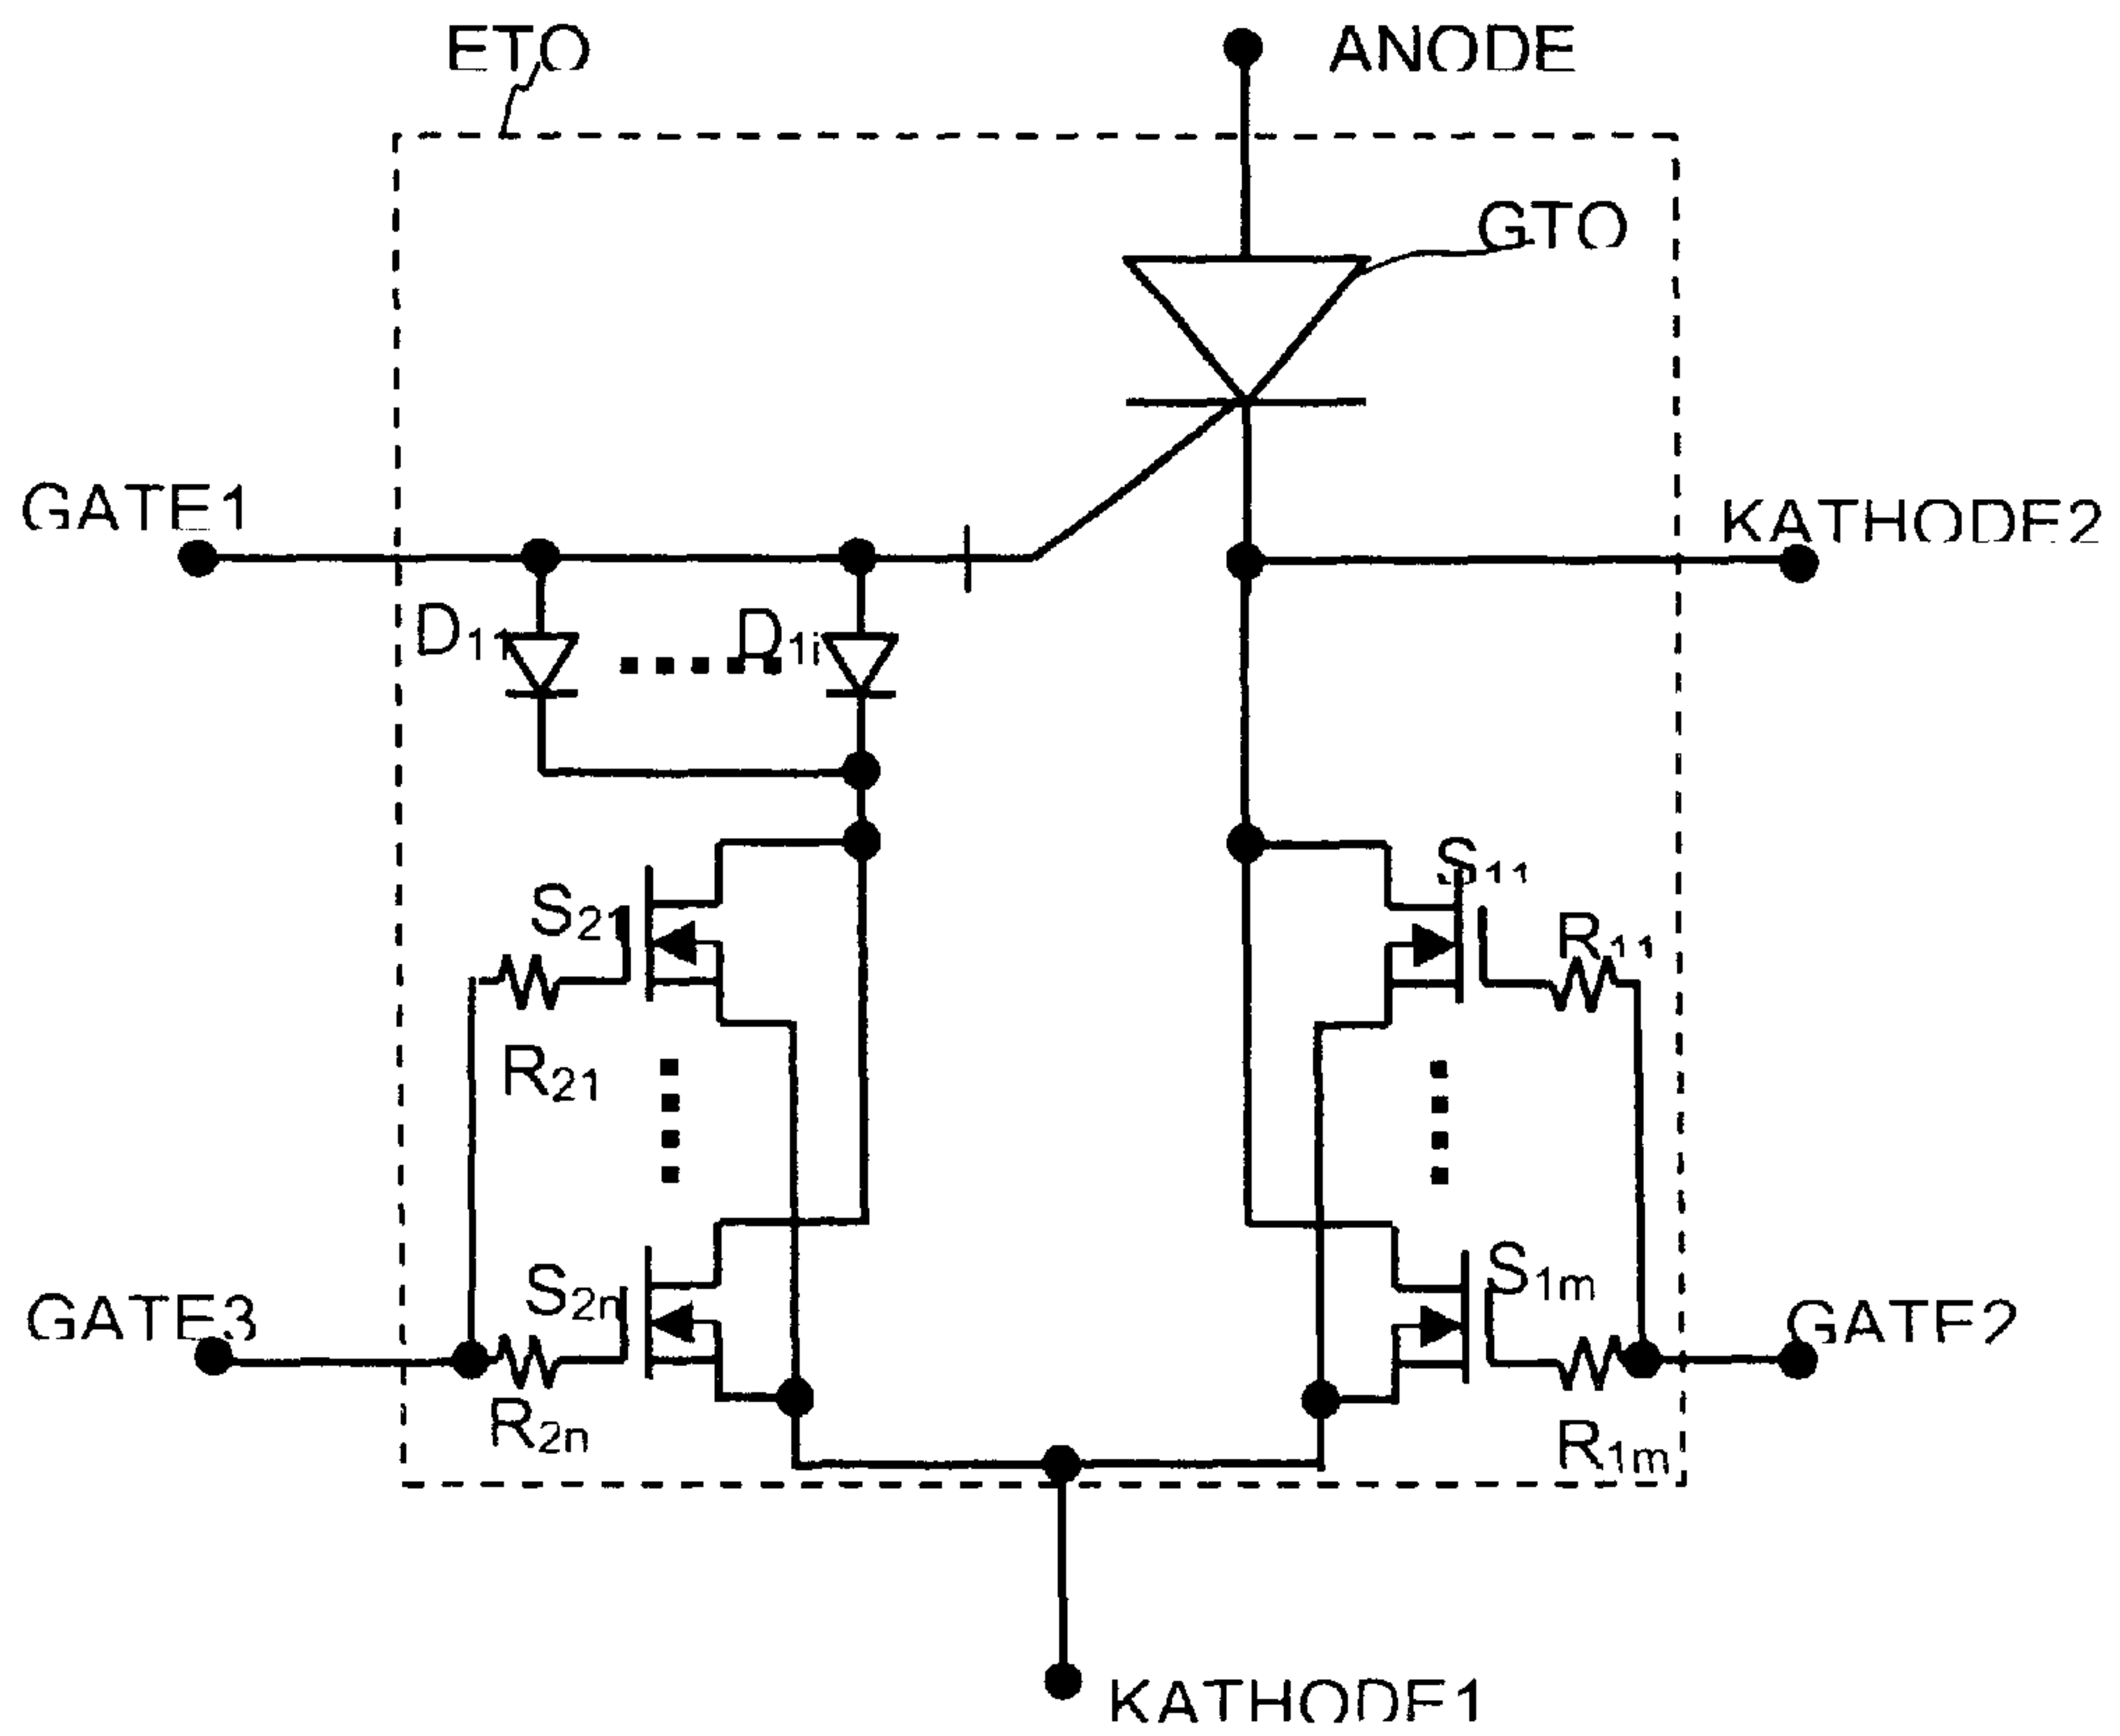 ETO
ANODE
GTO
GATE1
KATHODE2
D11
D1i
S11
S21
R11
R21
S2n
S1m
GATE3
GATE2
R2n
R1m
KATHODE1